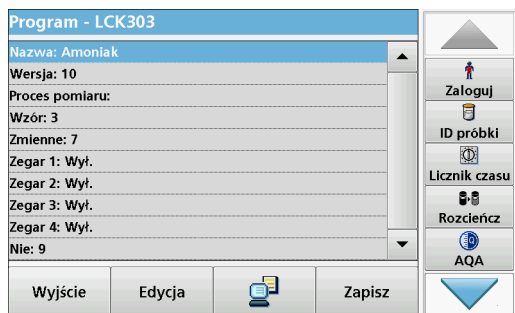 Program - LCK303
Nazwa: Amoniak
Wersja: 10
Proces pomiaru:
Wzór: 3
Zmienne: 7
Zegar 1: Wył.
Zegar 2: Wył.
Zegar 3: Wył.
Zegar 4: Wył.
Nie: 9
Wyjście
Edycja
Zapisz
Zaloguj
ID próbki
Licznik czasu
Rozcieńcz
AQA